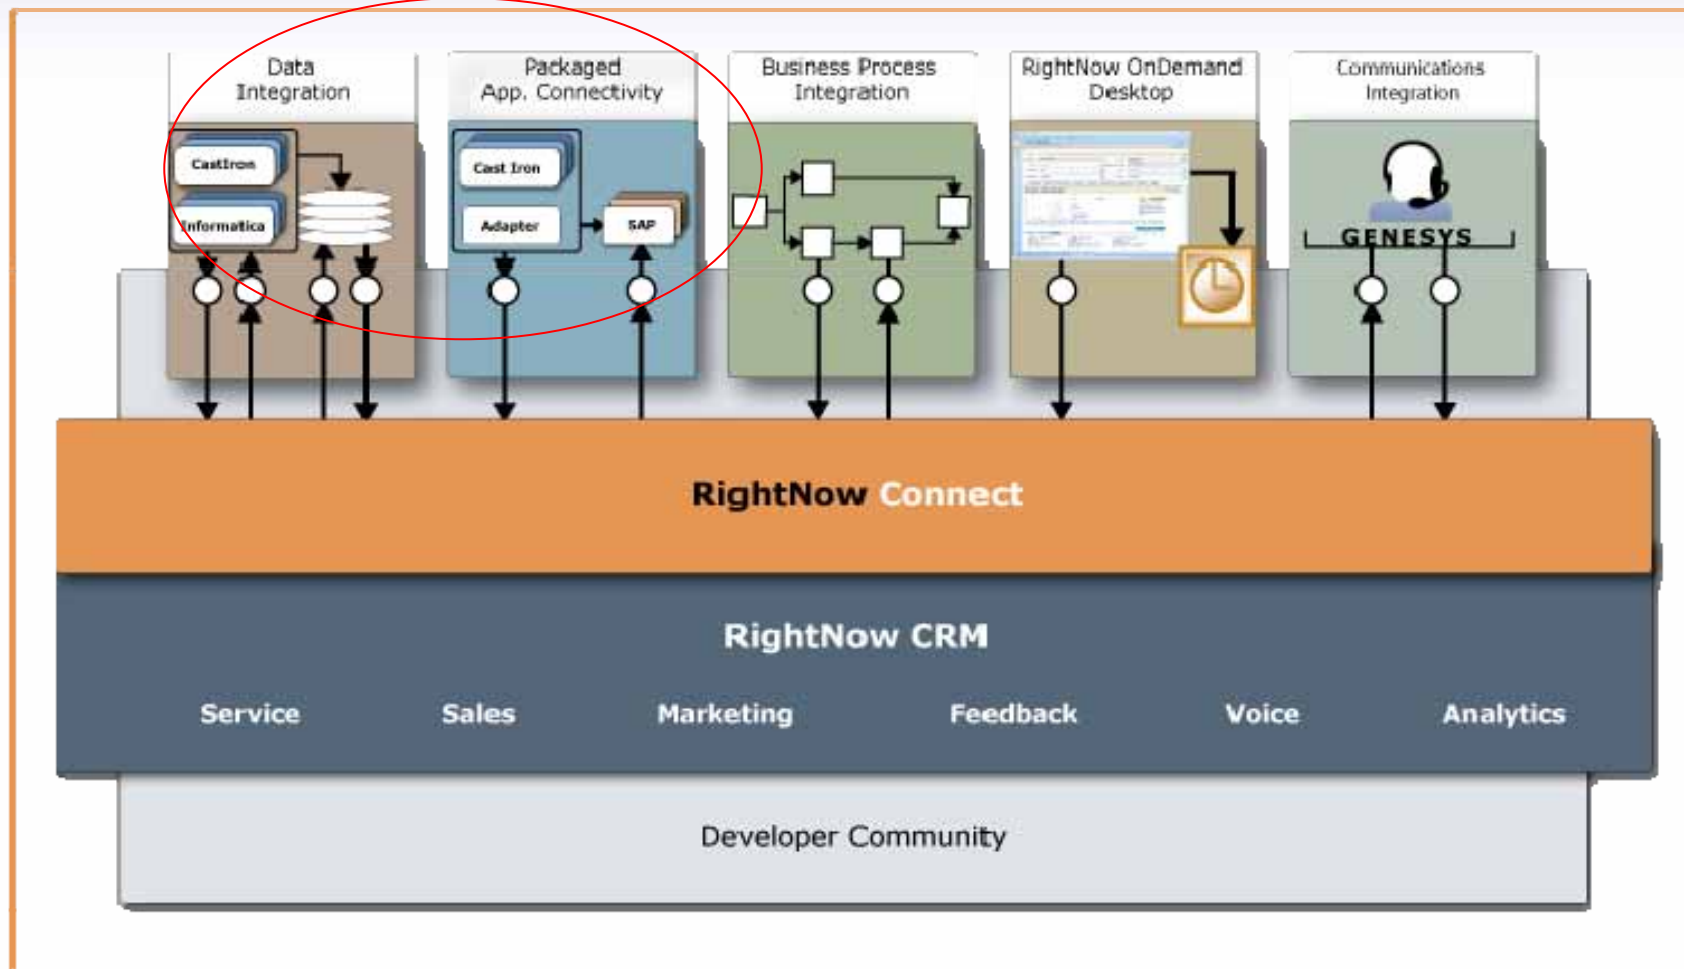 Data
Integration
Packaged
App. Connectivity
Business Process
Integration
RightNow OnDemand
Desktop
Communications
Integration
CastIron
Informatica
Cast Iron
Adapter
SAP
GENESYS
RightNow Connect
RightNow CRM
Service Sales Marketing Feedback Voice Analytics
Developer Community